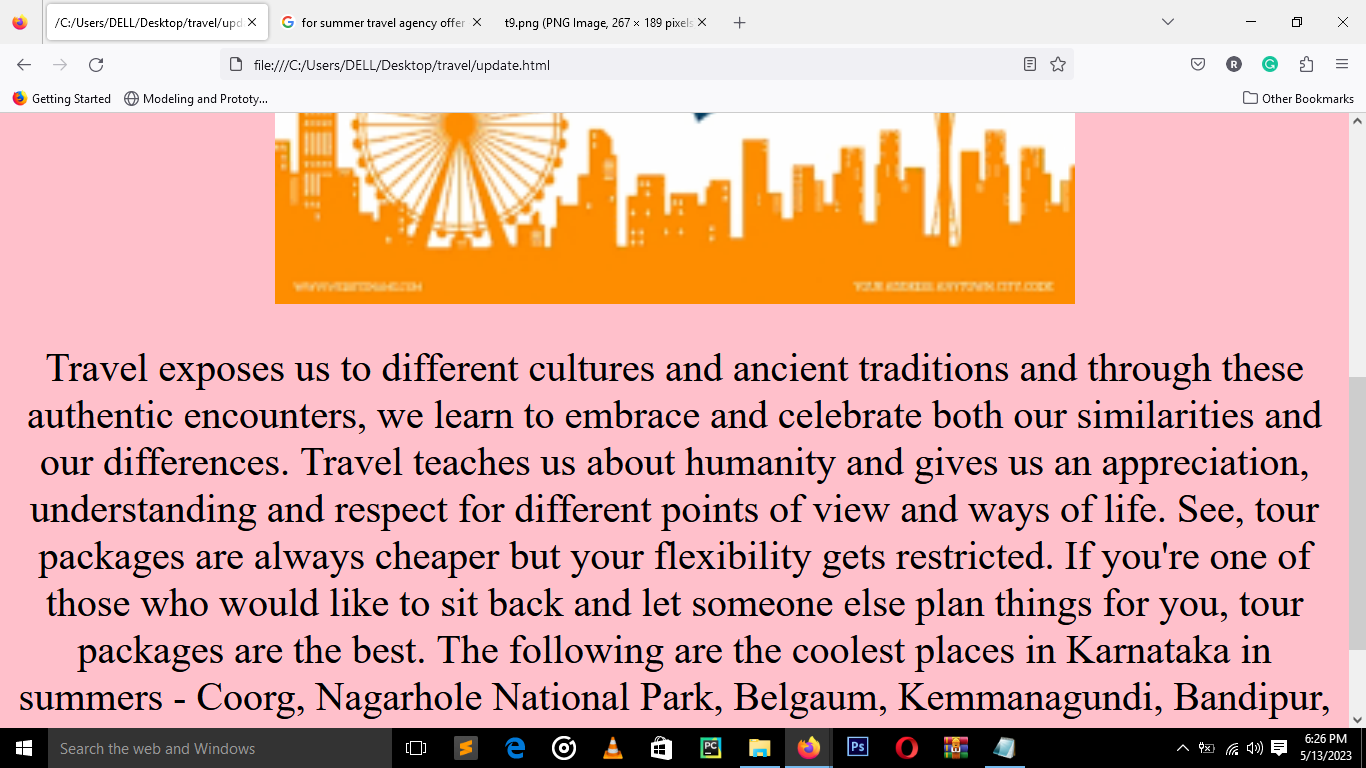 /C:/Users/DELL/Desktop/travel/upd
for summer travel agency offer
t9.png (PNG Image, 267 × 189 pixels
file:///C:/Users/DELL/Desktop/travel/update.html
R
Getting Started
Modeling and Prototy...
Other Bookmarks
YOUR ADDRESS ANYTOWN CITY CODE
Travel exposes us to different cultures and ancient traditions and through these
authentic encounters, we learn to embrace and celebrate both our similarities and
our differences. Travel teaches us about humanity and gives us an appreciation,
understanding and respect for different points of view and ways of life. See, tour
packages are always cheaper but your flexibility gets restricted. If you're one of
those who would like to sit back and let someone else plan things for you, tour
packages are the best. The following are the coolest places in Karnataka in
summers - Coorg, Nagarhole National Park, Belgaum, Kemmanagundi, Bandipur,
Search the web and Windows
PC
Ps
6:26 PM
5/13/2023